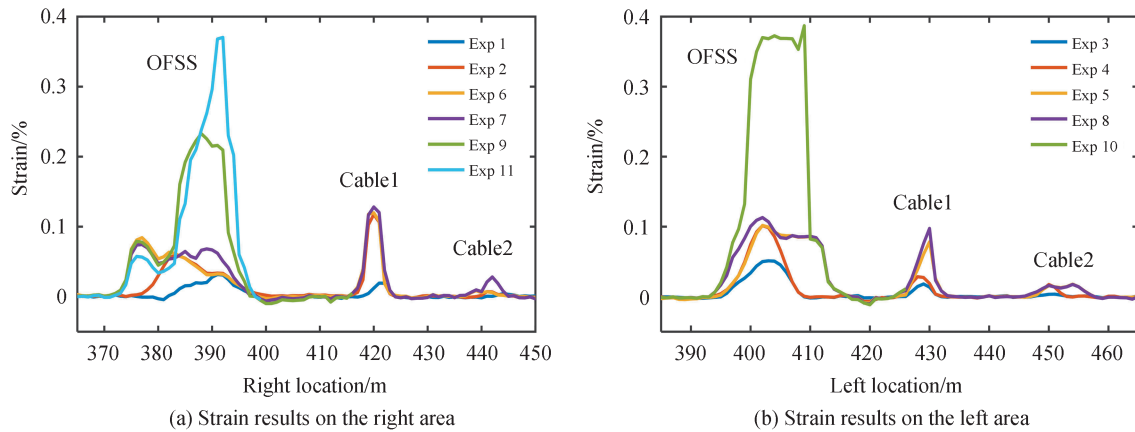 0.4
0.3
0.2
0.1
0
Strain/%
OFSS
Cable1
Cable2
Exp 1
Exp 2
Exp 6
Exp 7
Exp 9
Exp 11
370 380 390 400 410 420 430 440 450
Right location/m
(a) Strain results on the right area
0.4
0.3
0.2
0.1
0
Strain/%
OFSS
Cable1
Cable2
Exp 3
Exp 4
Exp 5
Exp 8
Exp 10
390 400 410 420 430 440 450 460
Left location/m
(b) Strain results on the left area